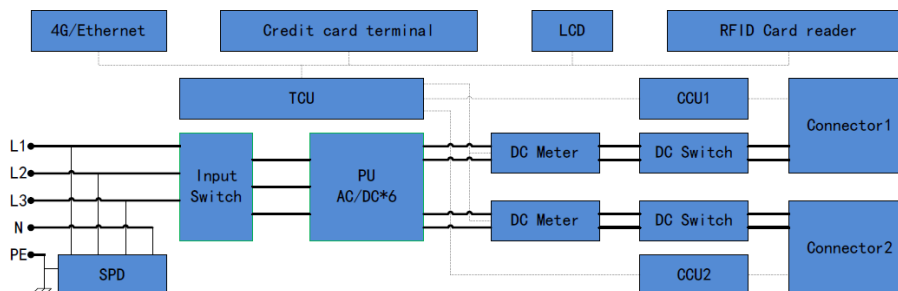 4G/Ethernet
Credit card terminal
LCD
RFID Card reader
TCU
CCU1
Connector1
L1
L2
L3
N
PE
Input
Switch
PU
AC/DC*6
DC Meter
DC Switch
DC Meter
DC Switch
SPD
CCU2
Connector2